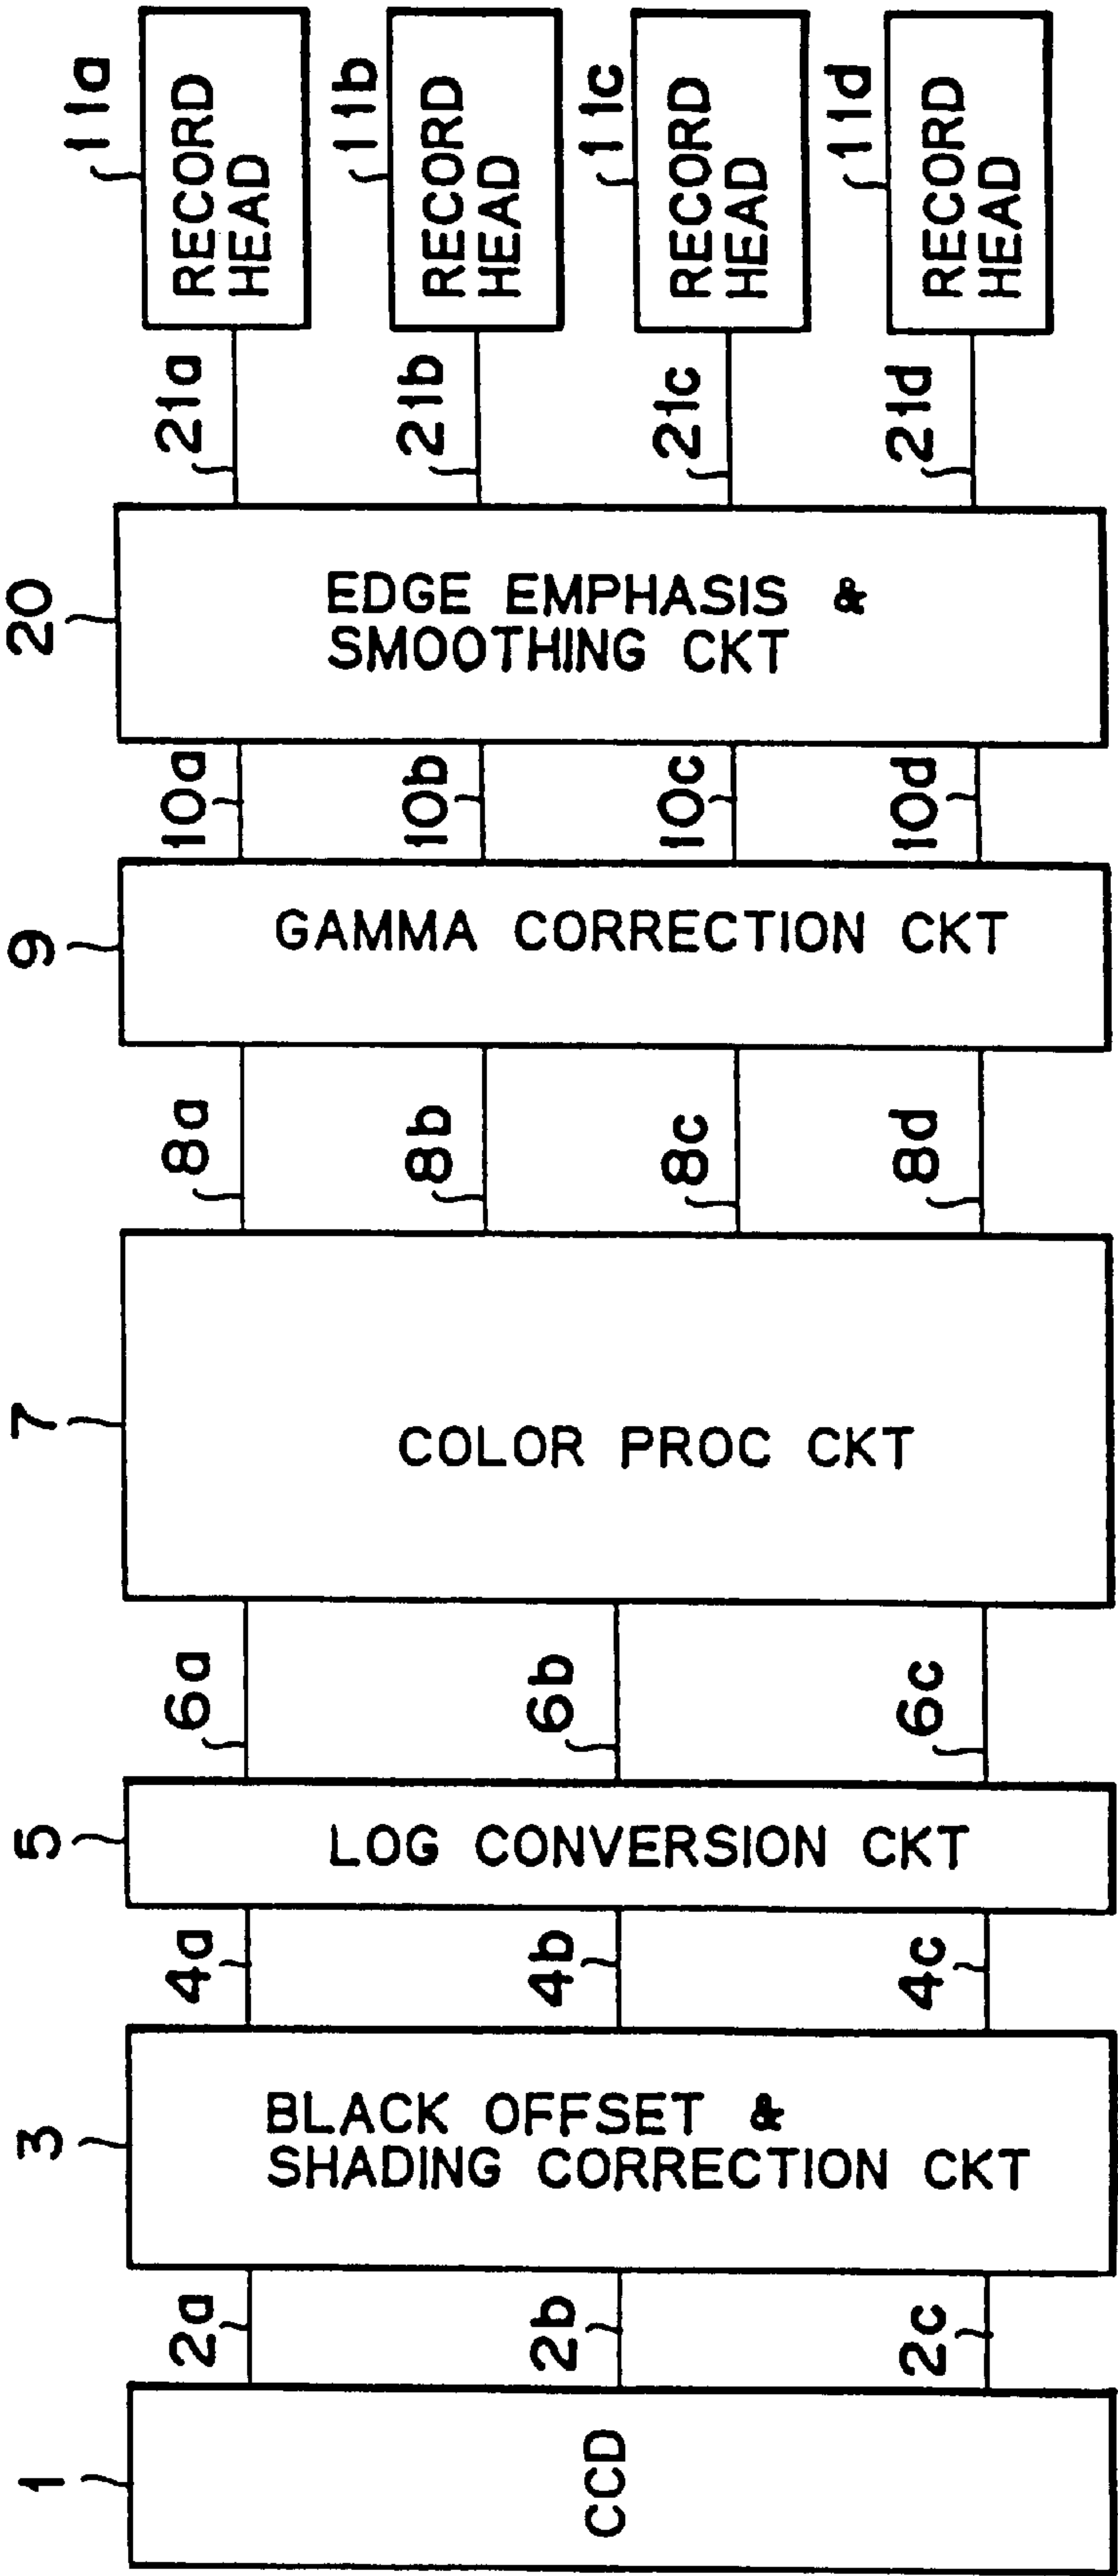 1
CCD
2a
2b
2c
3
BLACK OFFSET &
SHADING CORRECTION CKT
4a
4b
4c
5
LOG CONVERSION CKT
6a
6b
6c
7
COLOR PROC CKT
8a
8b
8c
8d
9
GAMMA CORRECTION CKT
10a
10b
10c
10d
20
EDGE EMPHASIS &
SMOOTHING CKT
21a
21b
21c
21d
11a
RECORD
HEAD
11b
RECORD
HEAD
11c
RECORD
HEAD
11d
RECORD
HEAD